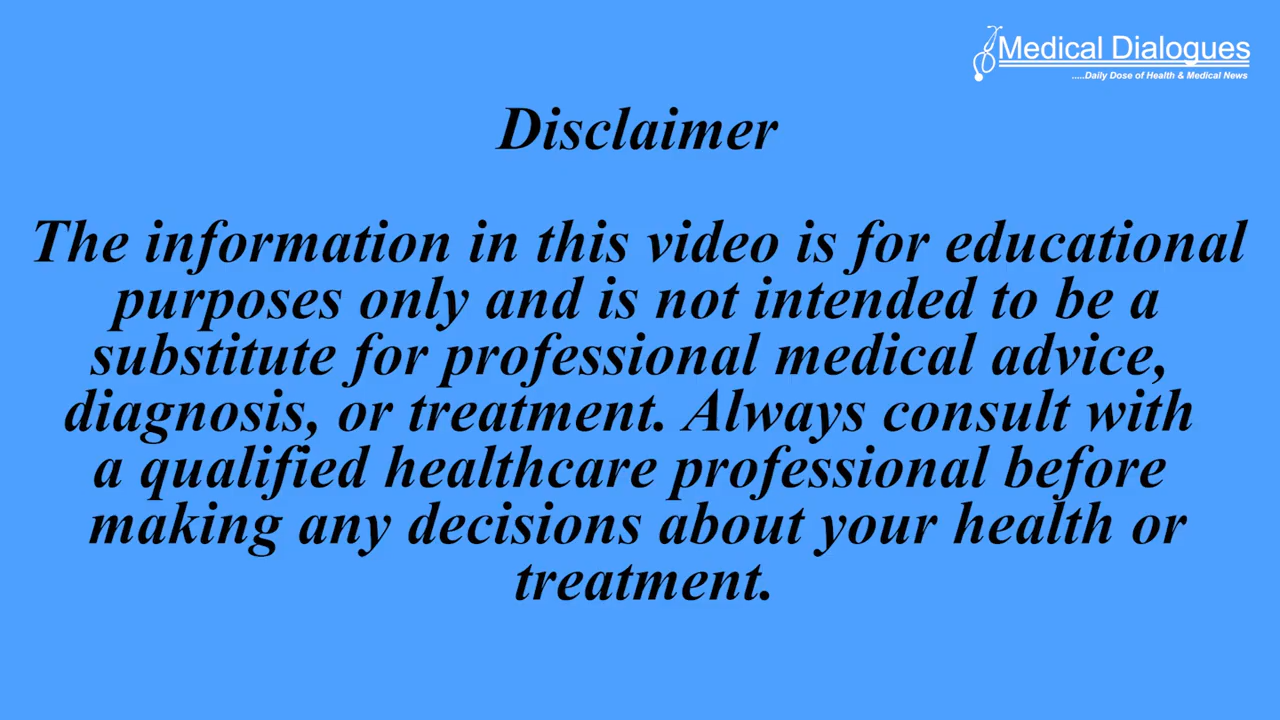 Medical Dialogues
.....Daily Dose of Health & Medical News
Disclaimer
The information in this video is for educational
purposes only and is not intended to be a
substitute for professional medical advice,
diagnosis, or treatment. Always consult with
a qualified healthcare professional before
making any decisions about your health or
treatment.